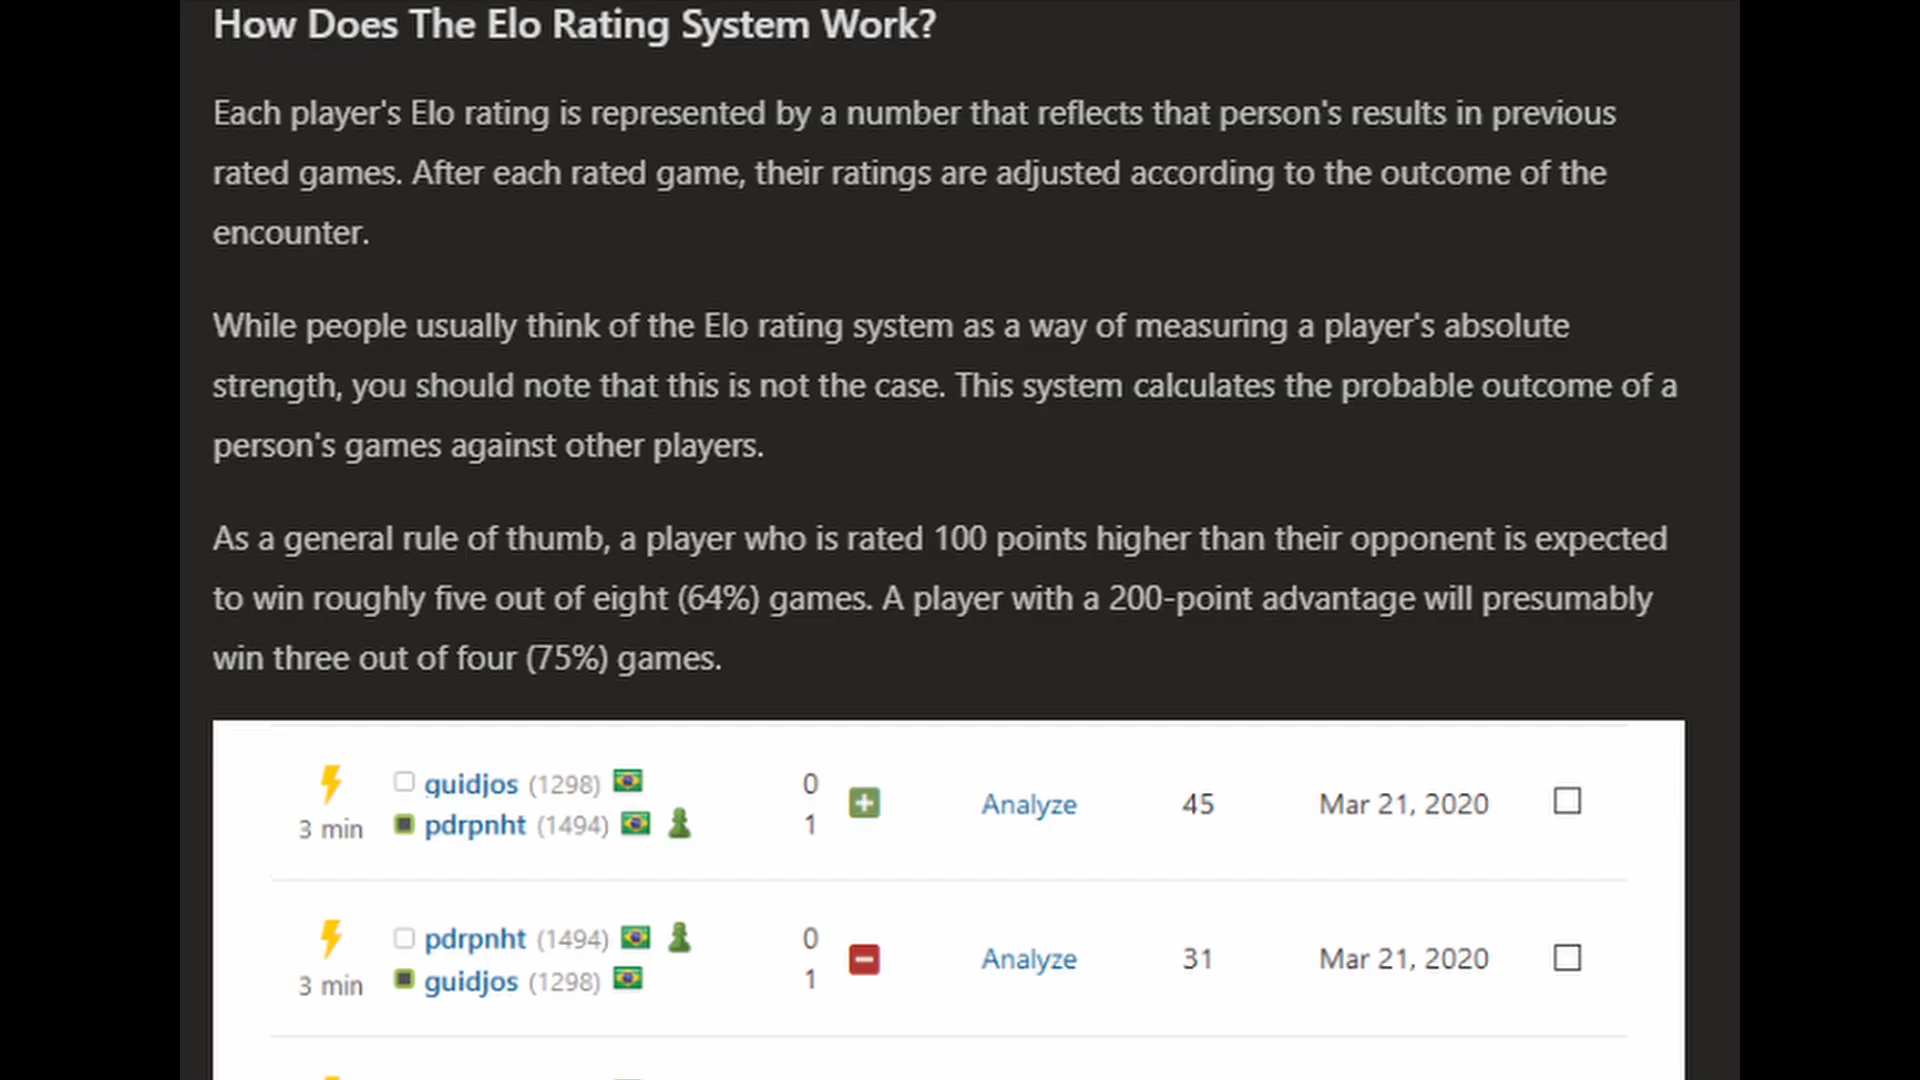 How Does The Elo Rating System Work?
Each player's Elo rating is represented by a number that reflects that person's results in previous
rated games. After each rated game, their ratings are adjusted according to the outcome of the
encounter.
While people usually think of the Elo rating system as a way of measuring a player's absolute
strength, you should note that this is not the case. This system calculates the probable outcome of a
person's games against other players.
As a general rule of thumb, a player who is rated 100 points higher than their opponent is expected
to win roughly five out of eight (64%) games. A player with a 200-point advantage will presumably
win three out of four (75%) games.
guidjos (1298) 0
3 min pdrpnht (1494) 1 Analyze 45 Mar 21, 2020
pdrpnht (1494) 0
3 min guidjos (1298) 1 Analyze 31 Mar 21, 2020